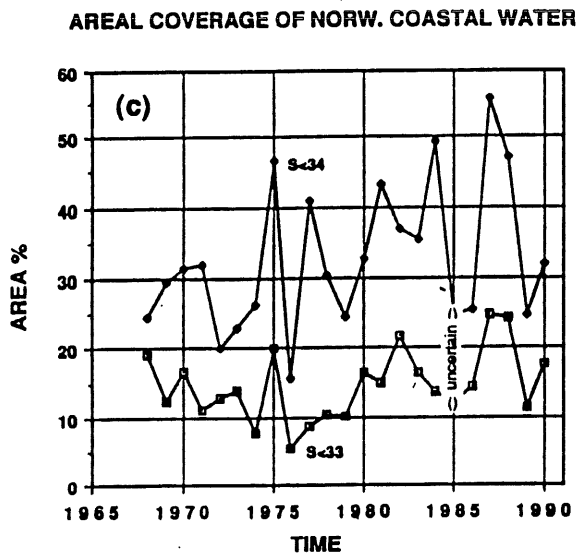 AREAL COVERAGE OF NORW. COASTAL WATER
60
(c)
50
S<34
40
AREA %
30
20
() uncertain ()
10
S<33
0
1965 1970 1975 1980 1985 1990
TIME